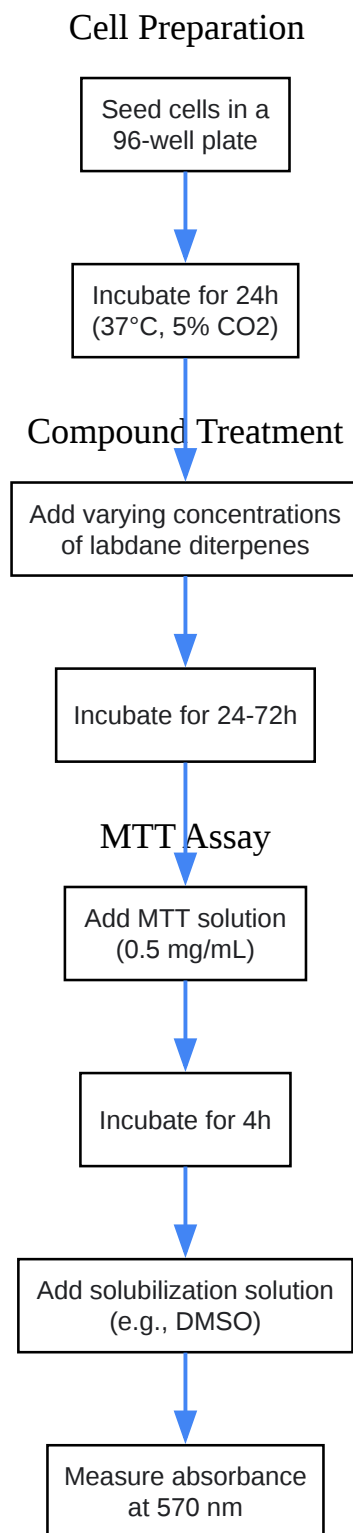 Cell Preparation
Seed cells in a
96-well plate
Incubate for 24h
(37°C, 5% CO2)
Compound Treatment
Add varying concentrations
of labdane diterpenes
Incubate for 24-72h
MTT Assay
Add MTT solution
(0.5 mg/mL)
Incubate for 4h
Add solubilization solution
(e.g., DMSO)
Measure absorbance
at 570 nm